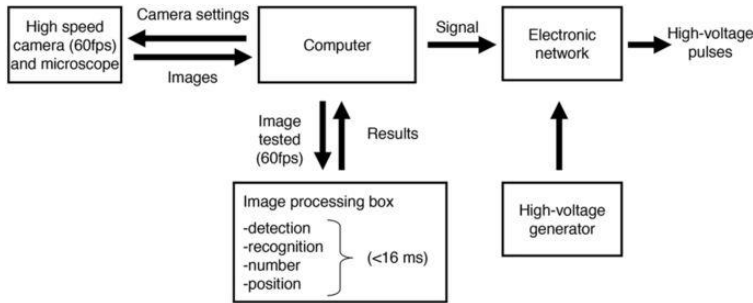 Camera settings
High speed
camera (60fps)
and microscope
Images
Computer
Signal
Electronic
network
High-voltage
pulses
Image
tested
(60fps)
Results
Image processing box
-detection
-recognition
-number
-position
(<16 ms)
High-voltage
generator